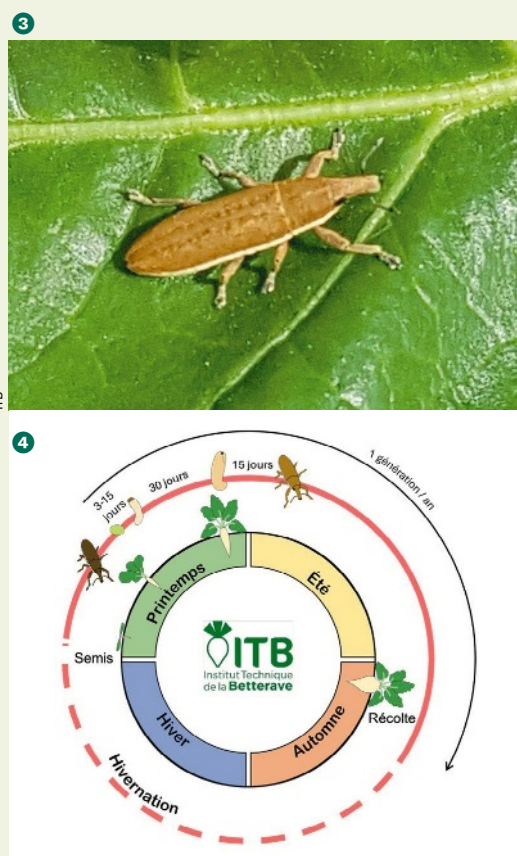 3
4
3-15
jours
30 jours
15 jours
1 génération / an
Printemps
Été
Semis
ITB
Institut Technique
de la Betterave
Hiver
Automne
Récolte
Hivernation